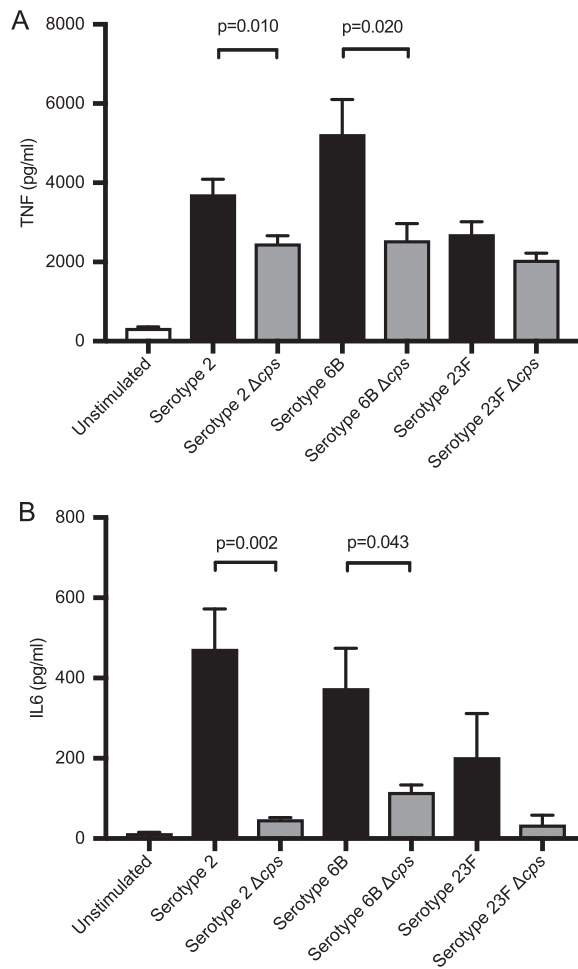 A
8000
p=0.010
p=0.020
6000
TNF (pg/ml)
4000
2000
0
Unstimulated
Serotype 2
Serotype 2 Δcps
Serotype 6B
Serotype 6B Δcps
Serotype 23F
Serotype 23F Δcps
B
800
p=0.002
p=0.043
600
IL6 (pg/ml)
400
200
0
Unstimulated
Serotype 2
Serotype 2 Δcps
Serotype 6B
Serotype 6B Δcps
Serotype 23F
Serotype 23F Δcps